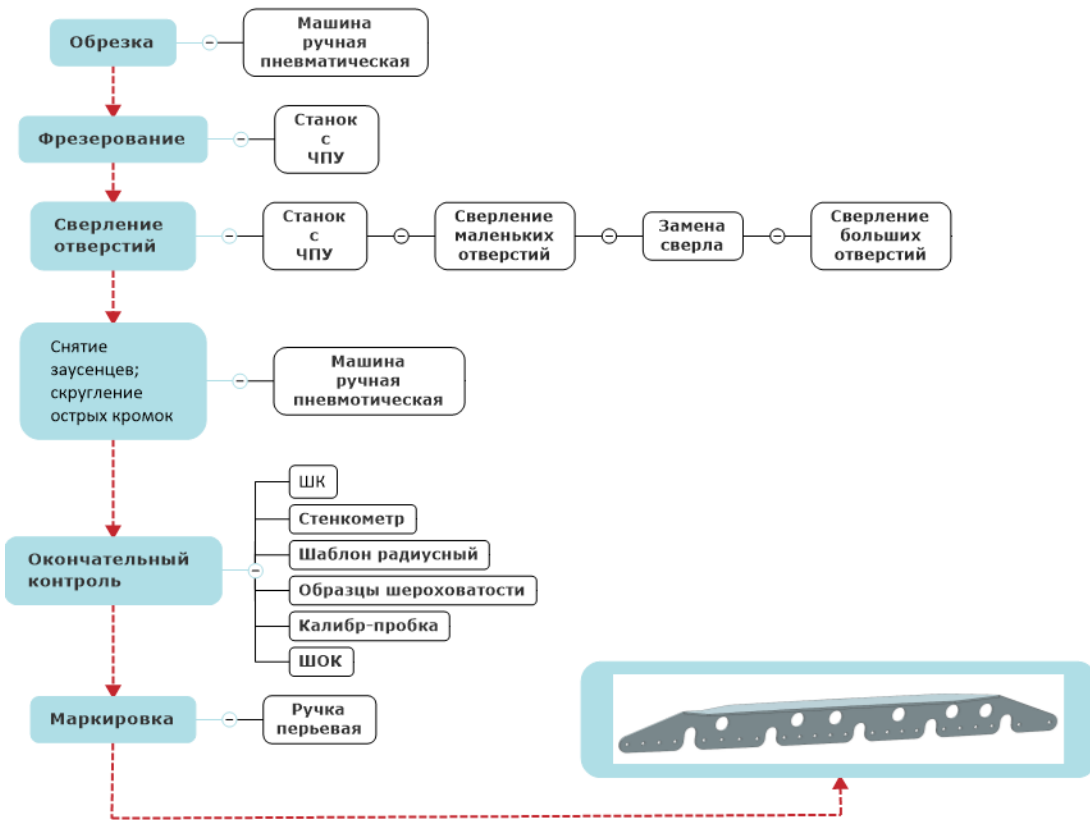 Обрезка
Машина
ручная
пневматическая
Фрезерование
Станок
с
ЧПУ
Сверление
отверстий
Станок
с
ЧПУ
Сверление
маленьких
отверстий
Замена
сверла
Сверление
больших
отверстий
Снятие
заусенцев;
скругление
острых кромок
Машина
ручная
пневмотическая
Окончательный
контроль
ШК
Стенкометр
Шаблон радиусный
Образцы шероховатости
Калибр-пробка
ШОК
Маркировка
Ручка
перьевая